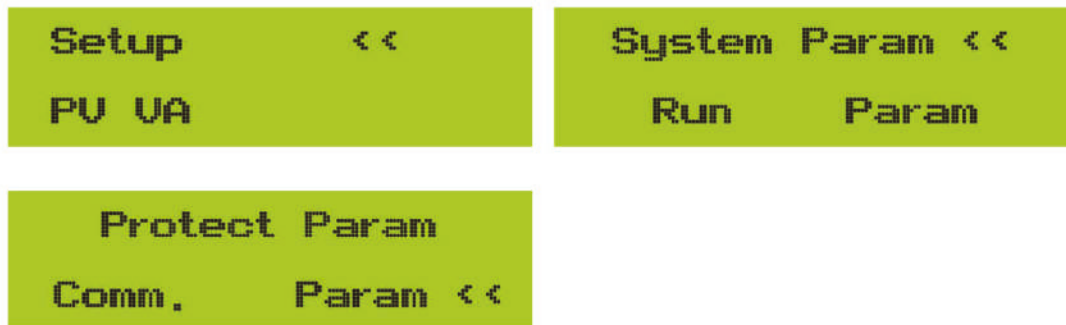 Setup <<
PV VA
System Param <<
Run Param
Protect Param
Comm. Param <<